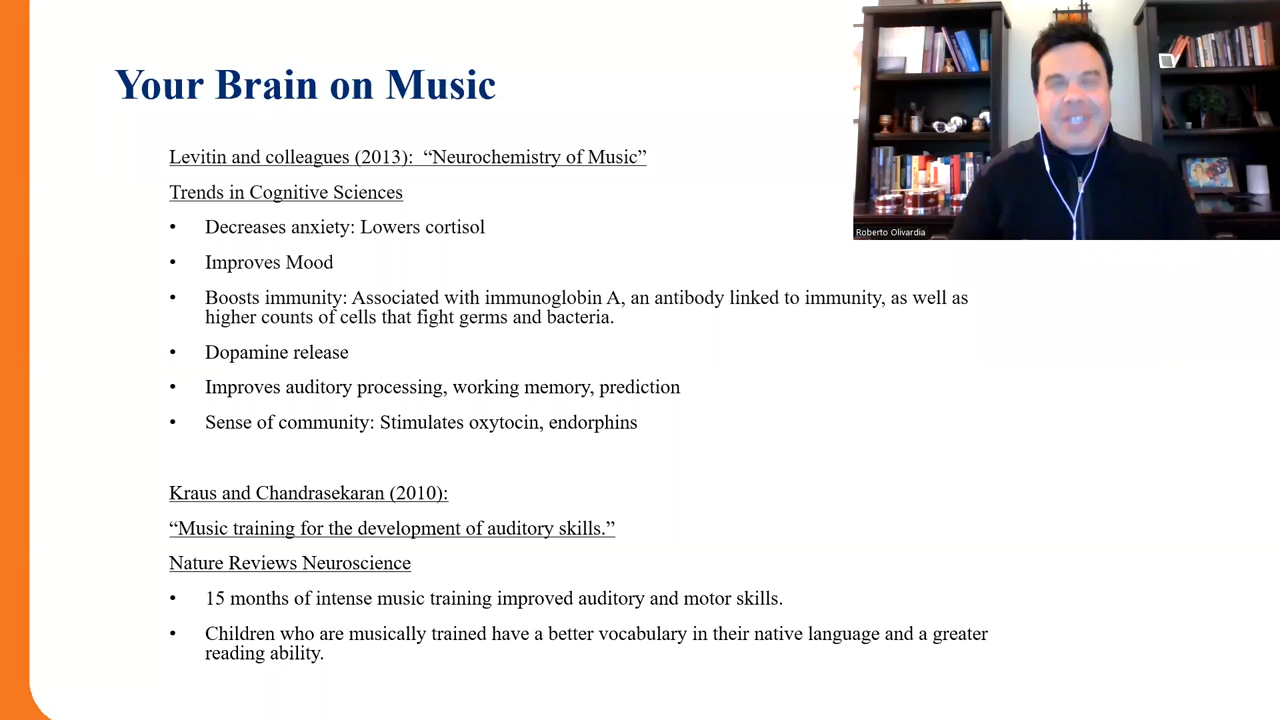 Your Brain on Music
Levitin and colleagues (2013):  “Neurochemistry of Music”
Trends in Cognitive Sciences
• Decreases anxiety: Lowers cortisol
• Improves Mood
• Boosts immunity: Associated with immunoglobin A, an antibody linked to immunity, as well as
higher counts of cells that fight germs and bacteria.
• Dopamine release
• Improves auditory processing, working memory, prediction
• Sense of community: Stimulates oxytocin, endorphins
Kraus and Chandrasekaran (2010):
“Music training for the development of auditory skills.”
Nature Reviews Neuroscience
• 15 months of intense music training improved auditory and motor skills.
• Children who are musically trained have a better vocabulary in their native language and a greater
reading ability.
Roberto Olivardia